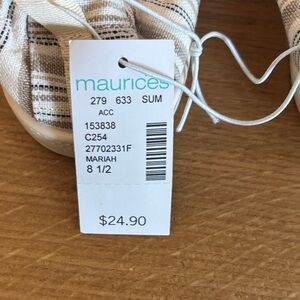 maurices
279 633 SUM
ACC
153838
C254
27702331F
MARIAH
8 1/2
$24.90